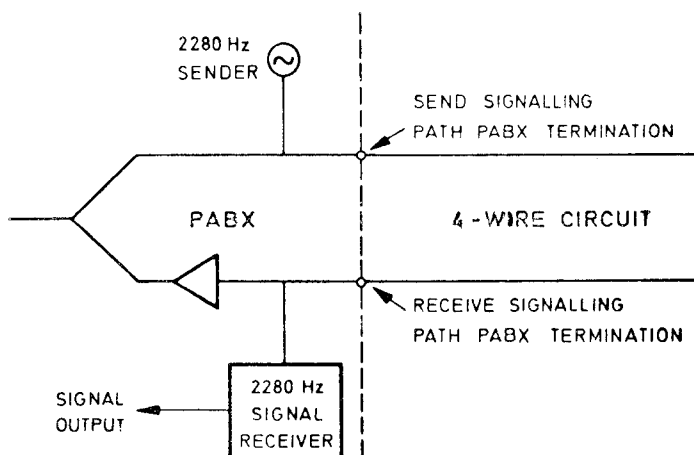 2280 Hz
SENDER
SEND SIGNALLING
PATH PABX TERMINATION
PABX
4-WIRE CIRCUIT
RECEIVE SIGNALLING
PATH PABX TERMINATION
2280 Hz
SIGNAL
RECEIVER
SIGNAL
OUTPUT